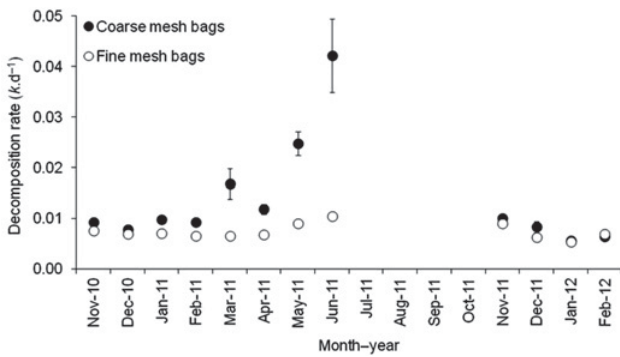 0.05
0.04
0.03
0.02
0.01
0.00
Decomposition rate (k.d⁻¹)
Coarse mesh bags
Fine mesh bags
Nov-10
Dec-10
Jan-11
Feb-11
Mar-11
Apr-11
May-11
Jun-11
Jul-11
Aug-11
Sep-11
Oct-11
Nov-11
Dec-11
Jan-12
Feb-12
Month–year